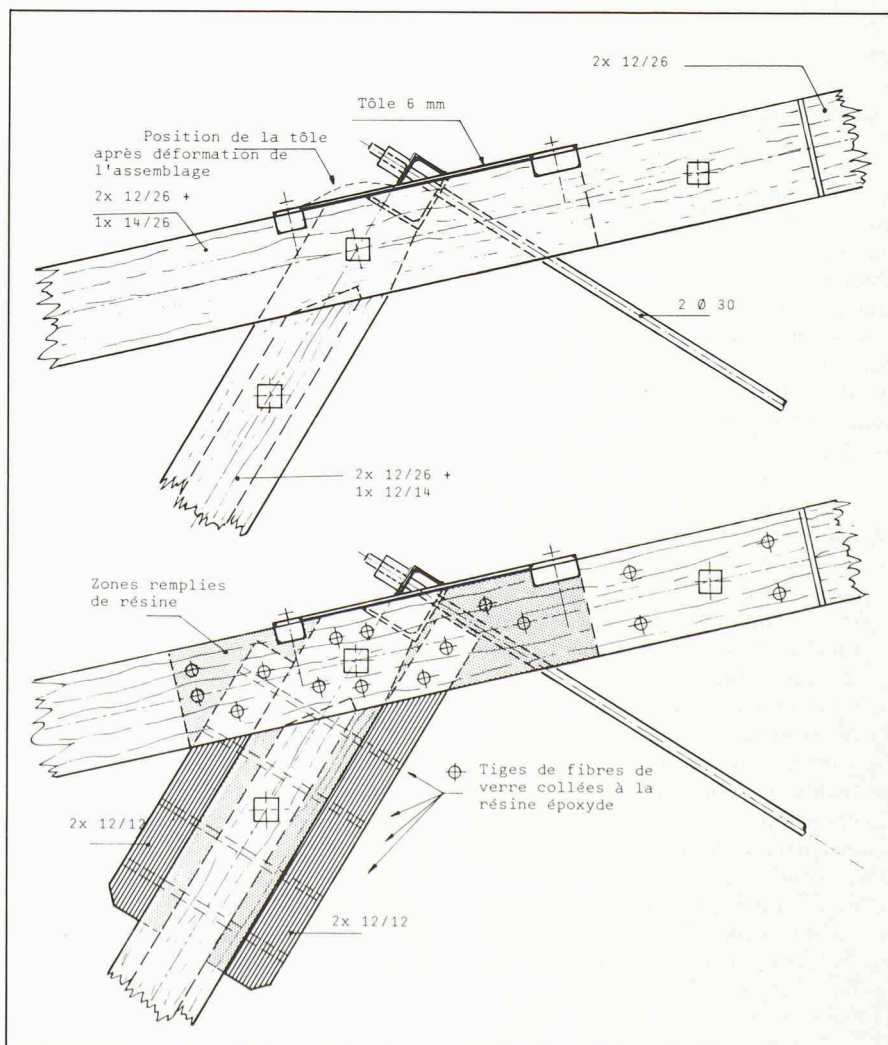 2x 12/26
Tôle 6 mm
Position de la tôle
après déformation de
l'assemblage
2x 12/26 +
1x 14/26
2 Ø 30
2x 12/26 +
1x 12/14
Zones remplies
de résine
Tiges de fibres de
verre collées à la
résine époxyde
2x 12/12
2x 12/12